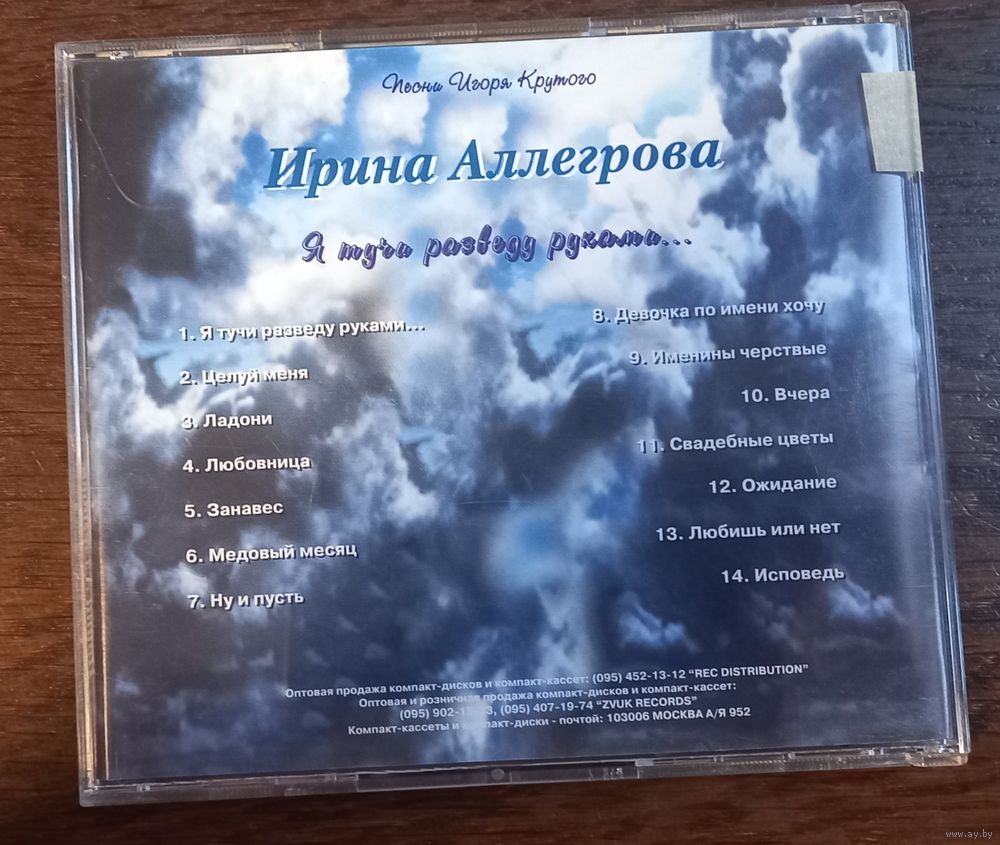 Песни Игоря Крутого
Ирина Аллегрова
Я тучи разведу руками...
1. Я тучи разведу руками...
2. Целуй меня
3. Ладони
4. Любовница
5. Занавес
6. Медовый месяц
7. Ну и пусть
8. Девочка по имени хочу
9. Именины черствые
10. Вчера
11. Свадебные цветы
12. Ожидание
13. Любишь или нет
14. Исповедь
Оптовая продажа компакт-дисков и компакт-кассет: (095) 452-13-12 “REC DISTRIBUTION”
Оптовая и розничная продажа компакт-дисков и компакт-кассет:
(095) (095) 407-19-74 “ZVUK RECORDS”
Компакт-кассеты и компакт-диски - почтой: 103006 МОСКВА А/Я 952
www.ay.by